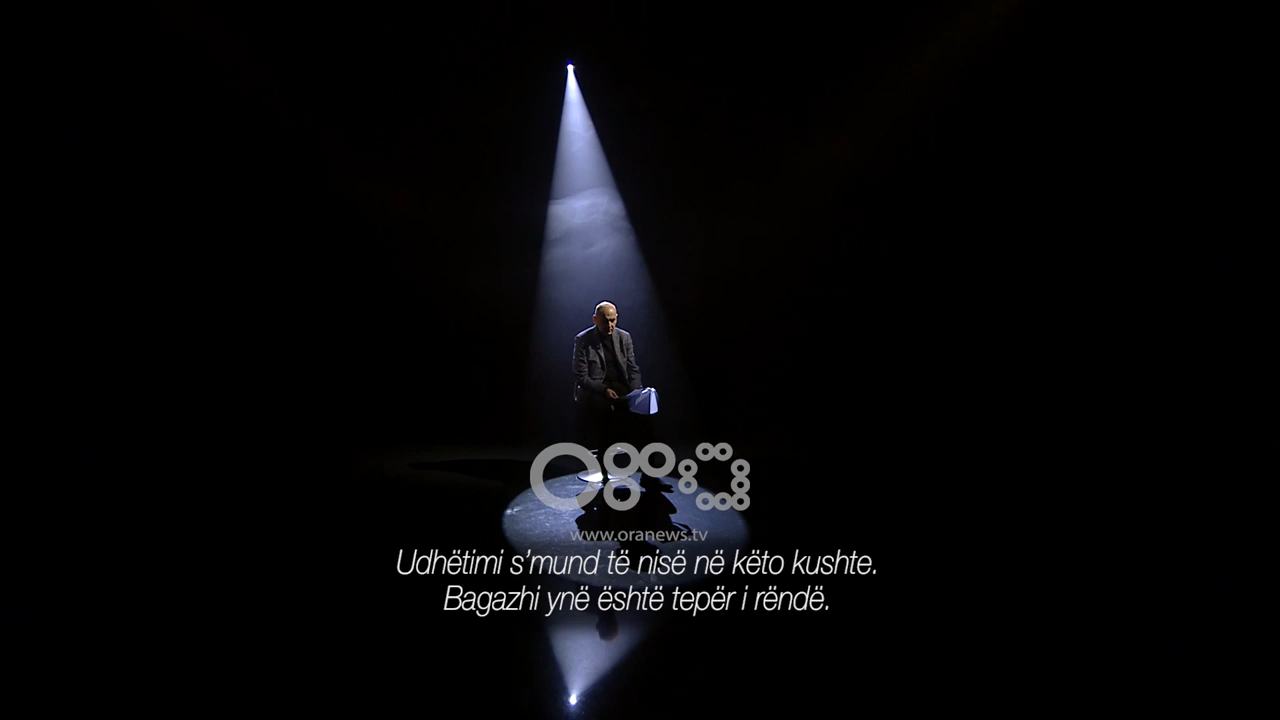 www.oranews.tv
Udhëtimi s'mund të nisë në këto kushte.
Bagazhi ynë është tepër i rëndë.